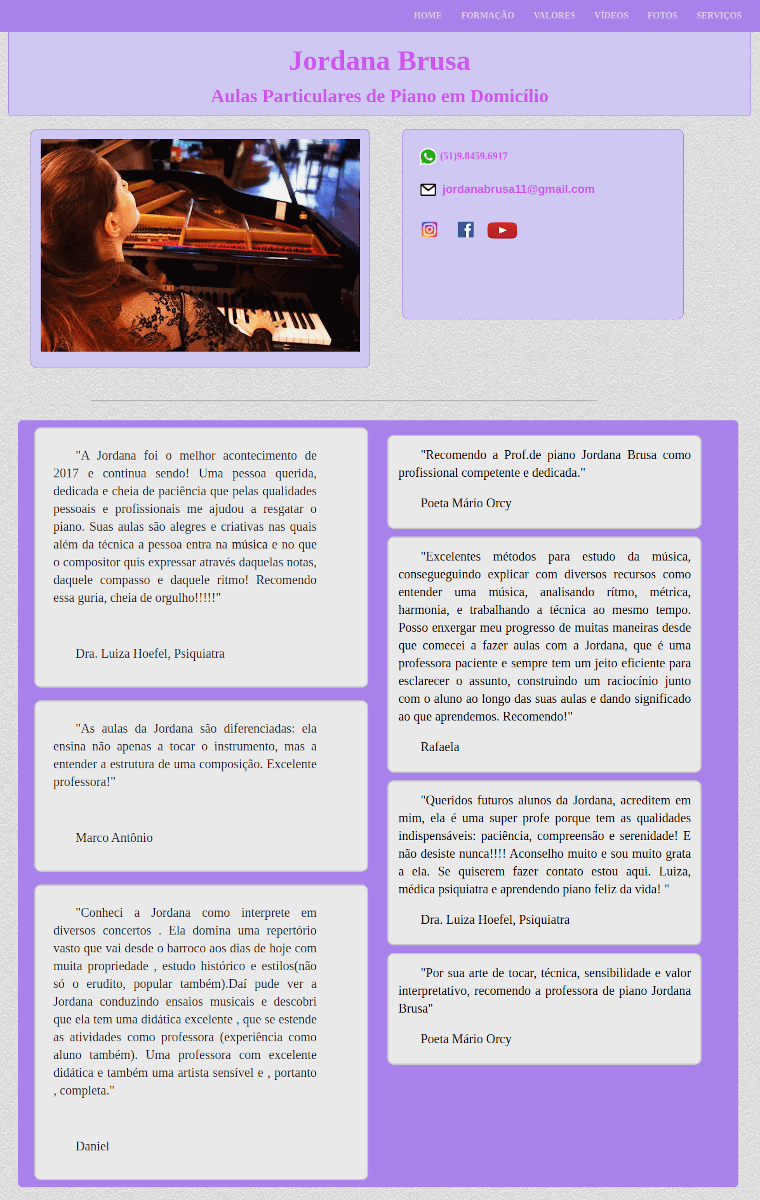 HOME FORMAÇÃO VALORES VÍDEOS FOTOS SERVIÇOS
Jordana Brusa
Aulas Particulares de Piano em Domicílio
(51)9.8459.6917
jordanabrusa11@gmail.com
"A Jordana foi o melhor acontecimento de
2017 e continua sendo! Uma pessoa querida,
dedicada e cheia de paciência que pelas qualidades
pessoais e profissionais me ajudou a resgatar o
piano. Suas aulas são alegres e criativas nas quais
além da técnica a pessoa entra na música e no que
o compositor quis expressar através daquelas notas,
daquele compasso e daquele ritmo! Recomendo
essa guria, cheia de orgulho!!!!!"
Dra. Luiza Hoefel, Psiquiatra
"As aulas da Jordana são diferenciadas: ela
ensina não apenas a tocar o instrumento, mas a
entender a estrutura de uma composição. Excelente
professora!"
Marco Antônio
"Conheci a Jordana como interprete em
diversos concertos . Ela domina uma repertório
vasto que vai desde o barroco aos dias de hoje com
muita propriedade , estudo histórico e estilos(não
só o erudito, popular também).Daí pude ver a
Jordana conduzindo ensaios musicais e descobri
que ela tem uma didática excelente , que se estende
as atividades como professora (experiência como
aluno também). Uma professora com excelente
didática e também uma artista sensível e , portanto
, completa."
Daniel
"Recomendo a Prof.de piano Jordana Brusa como
profissional competente e dedicada."
Poeta Mário Orcy
"Excelentes métodos para estudo da música,
consegueguindo explicar com diversos recursos como
entender uma música, analisando rítmo, métrica,
harmonia, e trabalhando a técnica ao mesmo tempo.
Posso enxergar meu progresso de muitas maneiras desde
que comecei a fazer aulas com a Jordana, que é uma
professora paciente e sempre tem um jeito eficiente para
esclarecer o assunto, construindo um raciocínio junto
com o aluno ao longo das suas aulas e dando significado
ao que aprendemos. Recomendo!"
Rafaela
"Queridos futuros alunos da Jordana, acreditem em
mim, ela é uma super profe porque tem as qualidades
indispensáveis: paciência, compreensão e serenidade! E
não desiste nunca!!!! Aconselho muito e sou muito grata
a ela. Se quiserem fazer contato estou aqui. Luiza,
médica psiquiatra e aprendendo piano feliz da vida! "
Dra. Luiza Hoefel, Psiquiatra
"Por sua arte de tocar, técnica, sensibilidade e valor
interpretativo, recomendo a professora de piano Jordana
Brusa"
Poeta Mário Orcy